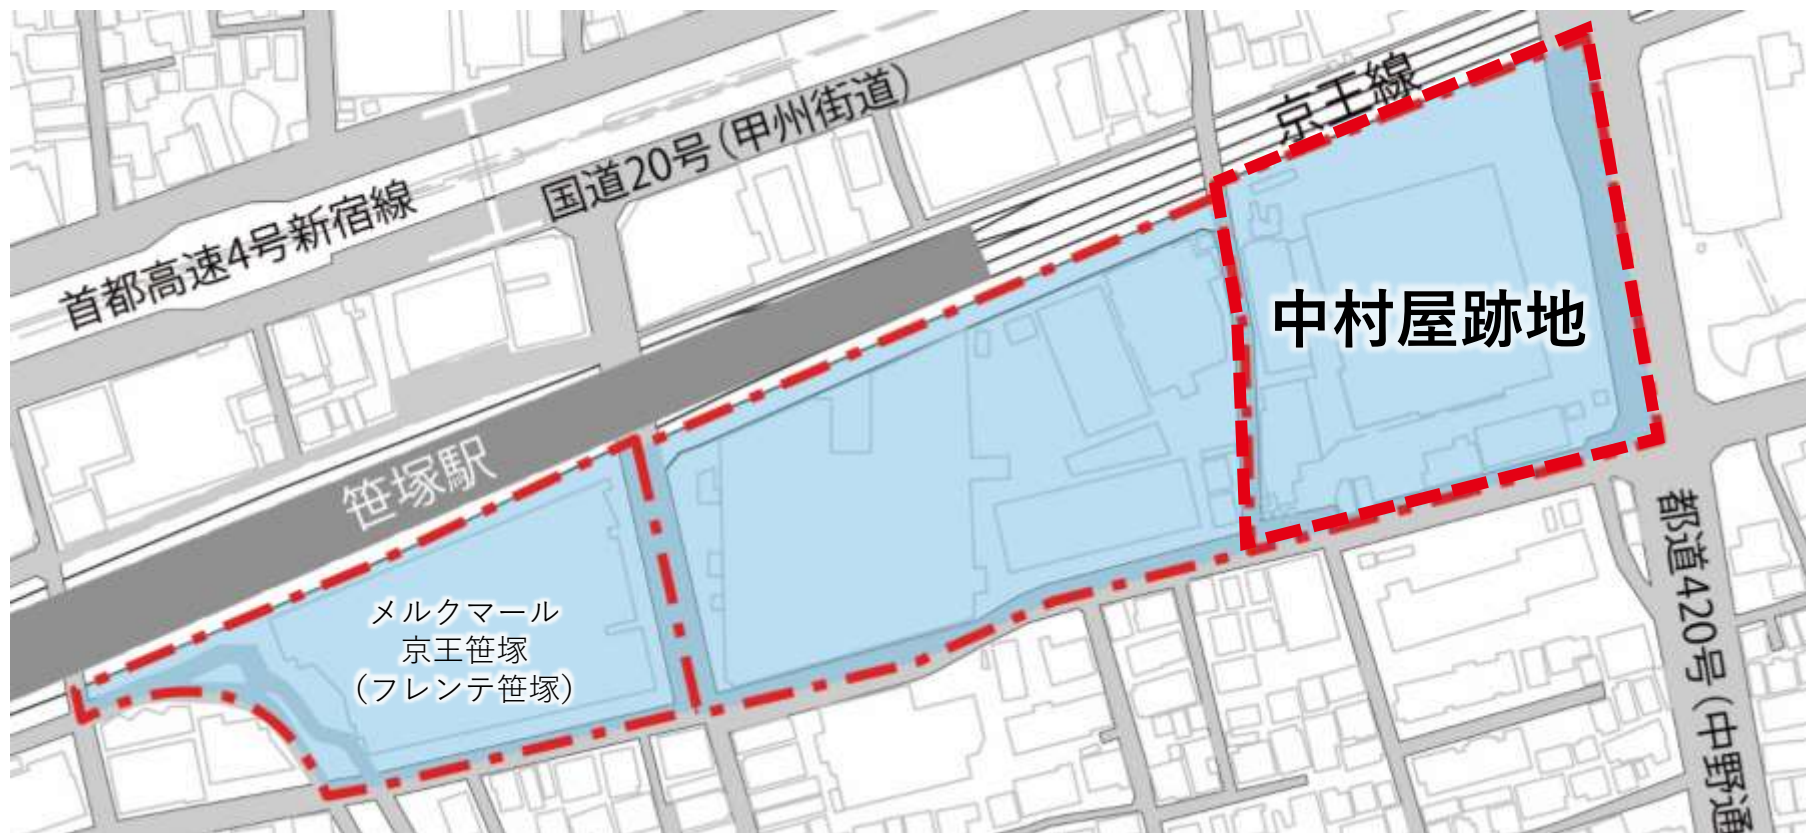 京王線
国道20号（甲州街道）
首都高速4号新宿線
中村屋跡地
笹塚駅
メルクマール
京王笹塚
（フレンテ笹塚）
都道420号（中野通